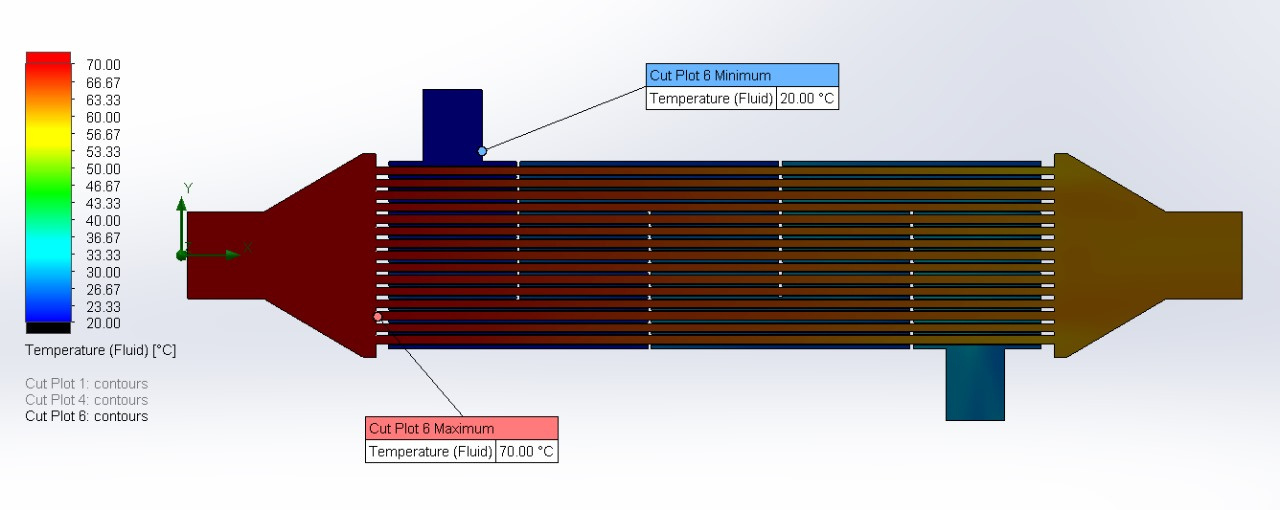 70.00
66.67
63.33
60.00
56.67
53.33
50.00
46.67
43.33
40.00
36.67
33.33
30.00
26.67
23.33
20.00
Temperature (Fluid) [°C]
Cut Plot 1: contours
Cut Plot 4: contours
Cut Plot 6: contours
Y
X
Cut Plot 6 Minimum
Temperature (Fluid) 20.00 °C
Cut Plot 6 Maximum
Temperature (Fluid) 70.00 °C